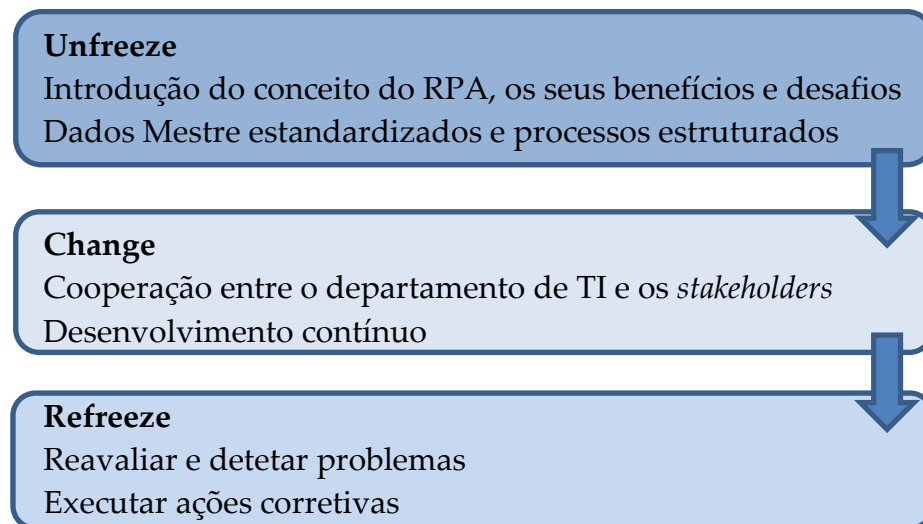 Unfreeze
Introdução do conceito do RPA, os seus benefícios e desafios
Dados Mestre estandardizados e processos estruturados
Change
Cooperação entre o departamento de TI e os stakeholders
Desenvolvimento contínuo
Refreeze
Reavaliar e detetar problemas
Executar ações corretivas